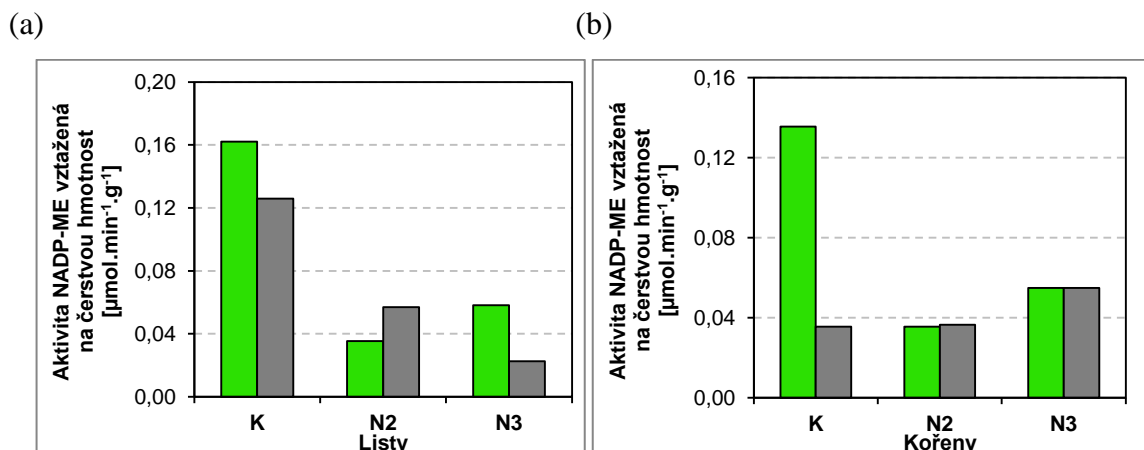 (a)
(b)
Aktivita NADP-ME vztažená
na čerstvou hmotnost
[µmol.min⁻¹.g⁻¹]
0,20
0,16
0,12
0,08
0,04
0,00
K
N2
N3
Listy
Aktivita NADP-ME vztažená
na čerstvou hmotnost
[µmol.min⁻¹.g⁻¹]
0,16
0,12
0,08
0,04
0,00
K
N2
N3
Kořeny